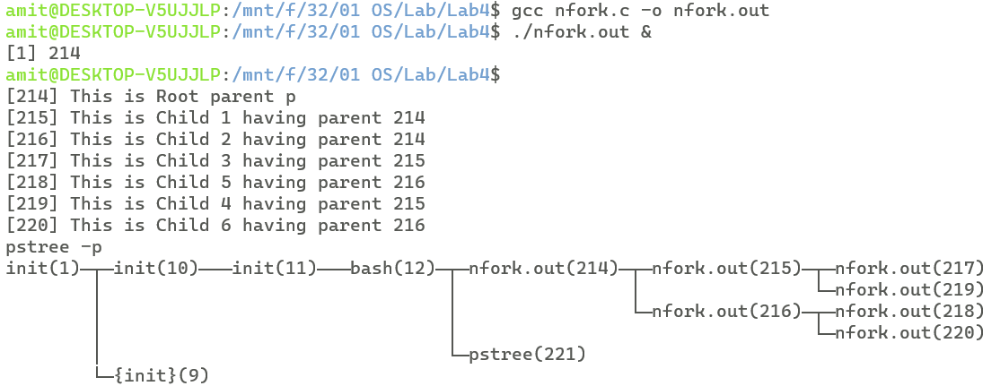 amit@DESKTOP-V5UJJLP:/mnt/f/32/01 OS/Lab/Lab4$ gcc nfork.c -o nfork.out
amit@DESKTOP-V5UJJLP:/mnt/f/32/01 OS/Lab/Lab4$ ./nfork.out &
[1] 214
amit@DESKTOP-V5UJJLP:/mnt/f/32/01 OS/Lab/Lab4$
[214] This is Root parent p
[215] This is Child 1 having parent 214
[216] This is Child 2 having parent 214
[217] This is Child 3 having parent 215
[218] This is Child 5 having parent 216
[219] This is Child 4 having parent 215
[220] This is Child 6 having parent 216
pstree -p
init(1)─┬─init(10)───init(11)───bash(12)─┬─nfork.out(214)─┬─nfork.out(215)─┬─nfork.out(217)
        │                                │                │                └─nfork.out(219)
        │                                │                └─nfork.out(216)─┬─nfork.out(218)
        │                                │                                 └─nfork.out(220)
        │                                └─pstree(221)
        └─{init}(9)